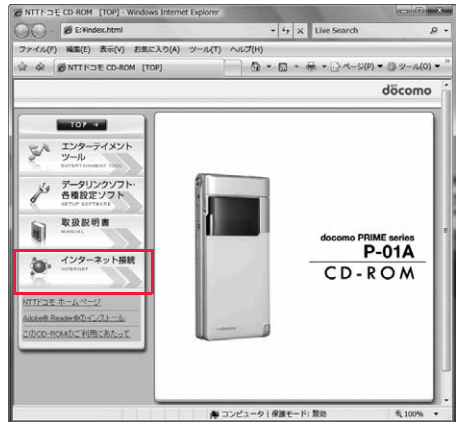 NTTドコモ CD-ROM [TOP] - Windows Internet Explorer
E:¥index.html
Live Search
ファイル(F) 編集(E) 表示(V) お気に入り(A) ツール(T) ヘルプ(H)
NTTドコモ CD-ROM [TOP]
ページ(P) ツール(O)
döcomo
TOP
エンターテイメント
ツール
ENTERTAINMENT TOOL
データリンクソフト・
各種設定ソフト
SETUP SOFTWARE
取扱説明書
MANUAL
インターネット接続
INTERNET
NTTドコモ ホームページ
Adobe® Reader®のインストール
このCD-ROMのご利用にあたって
docomo PRIME series
P-01A
CD-ROM
コンピュータ | 保護モード: 無効
100%